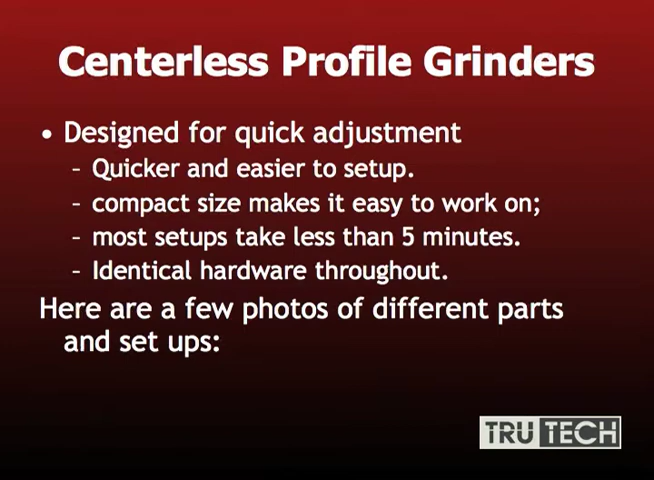 Centerless Profile Grinders
• Designed for quick adjustment
– Quicker and easier to setup.
– compact size makes it easy to work on;
– most setups take less than 5 minutes.
– Identical hardware throughout.
Here are a few photos of different parts
and set ups:
TRU TECH